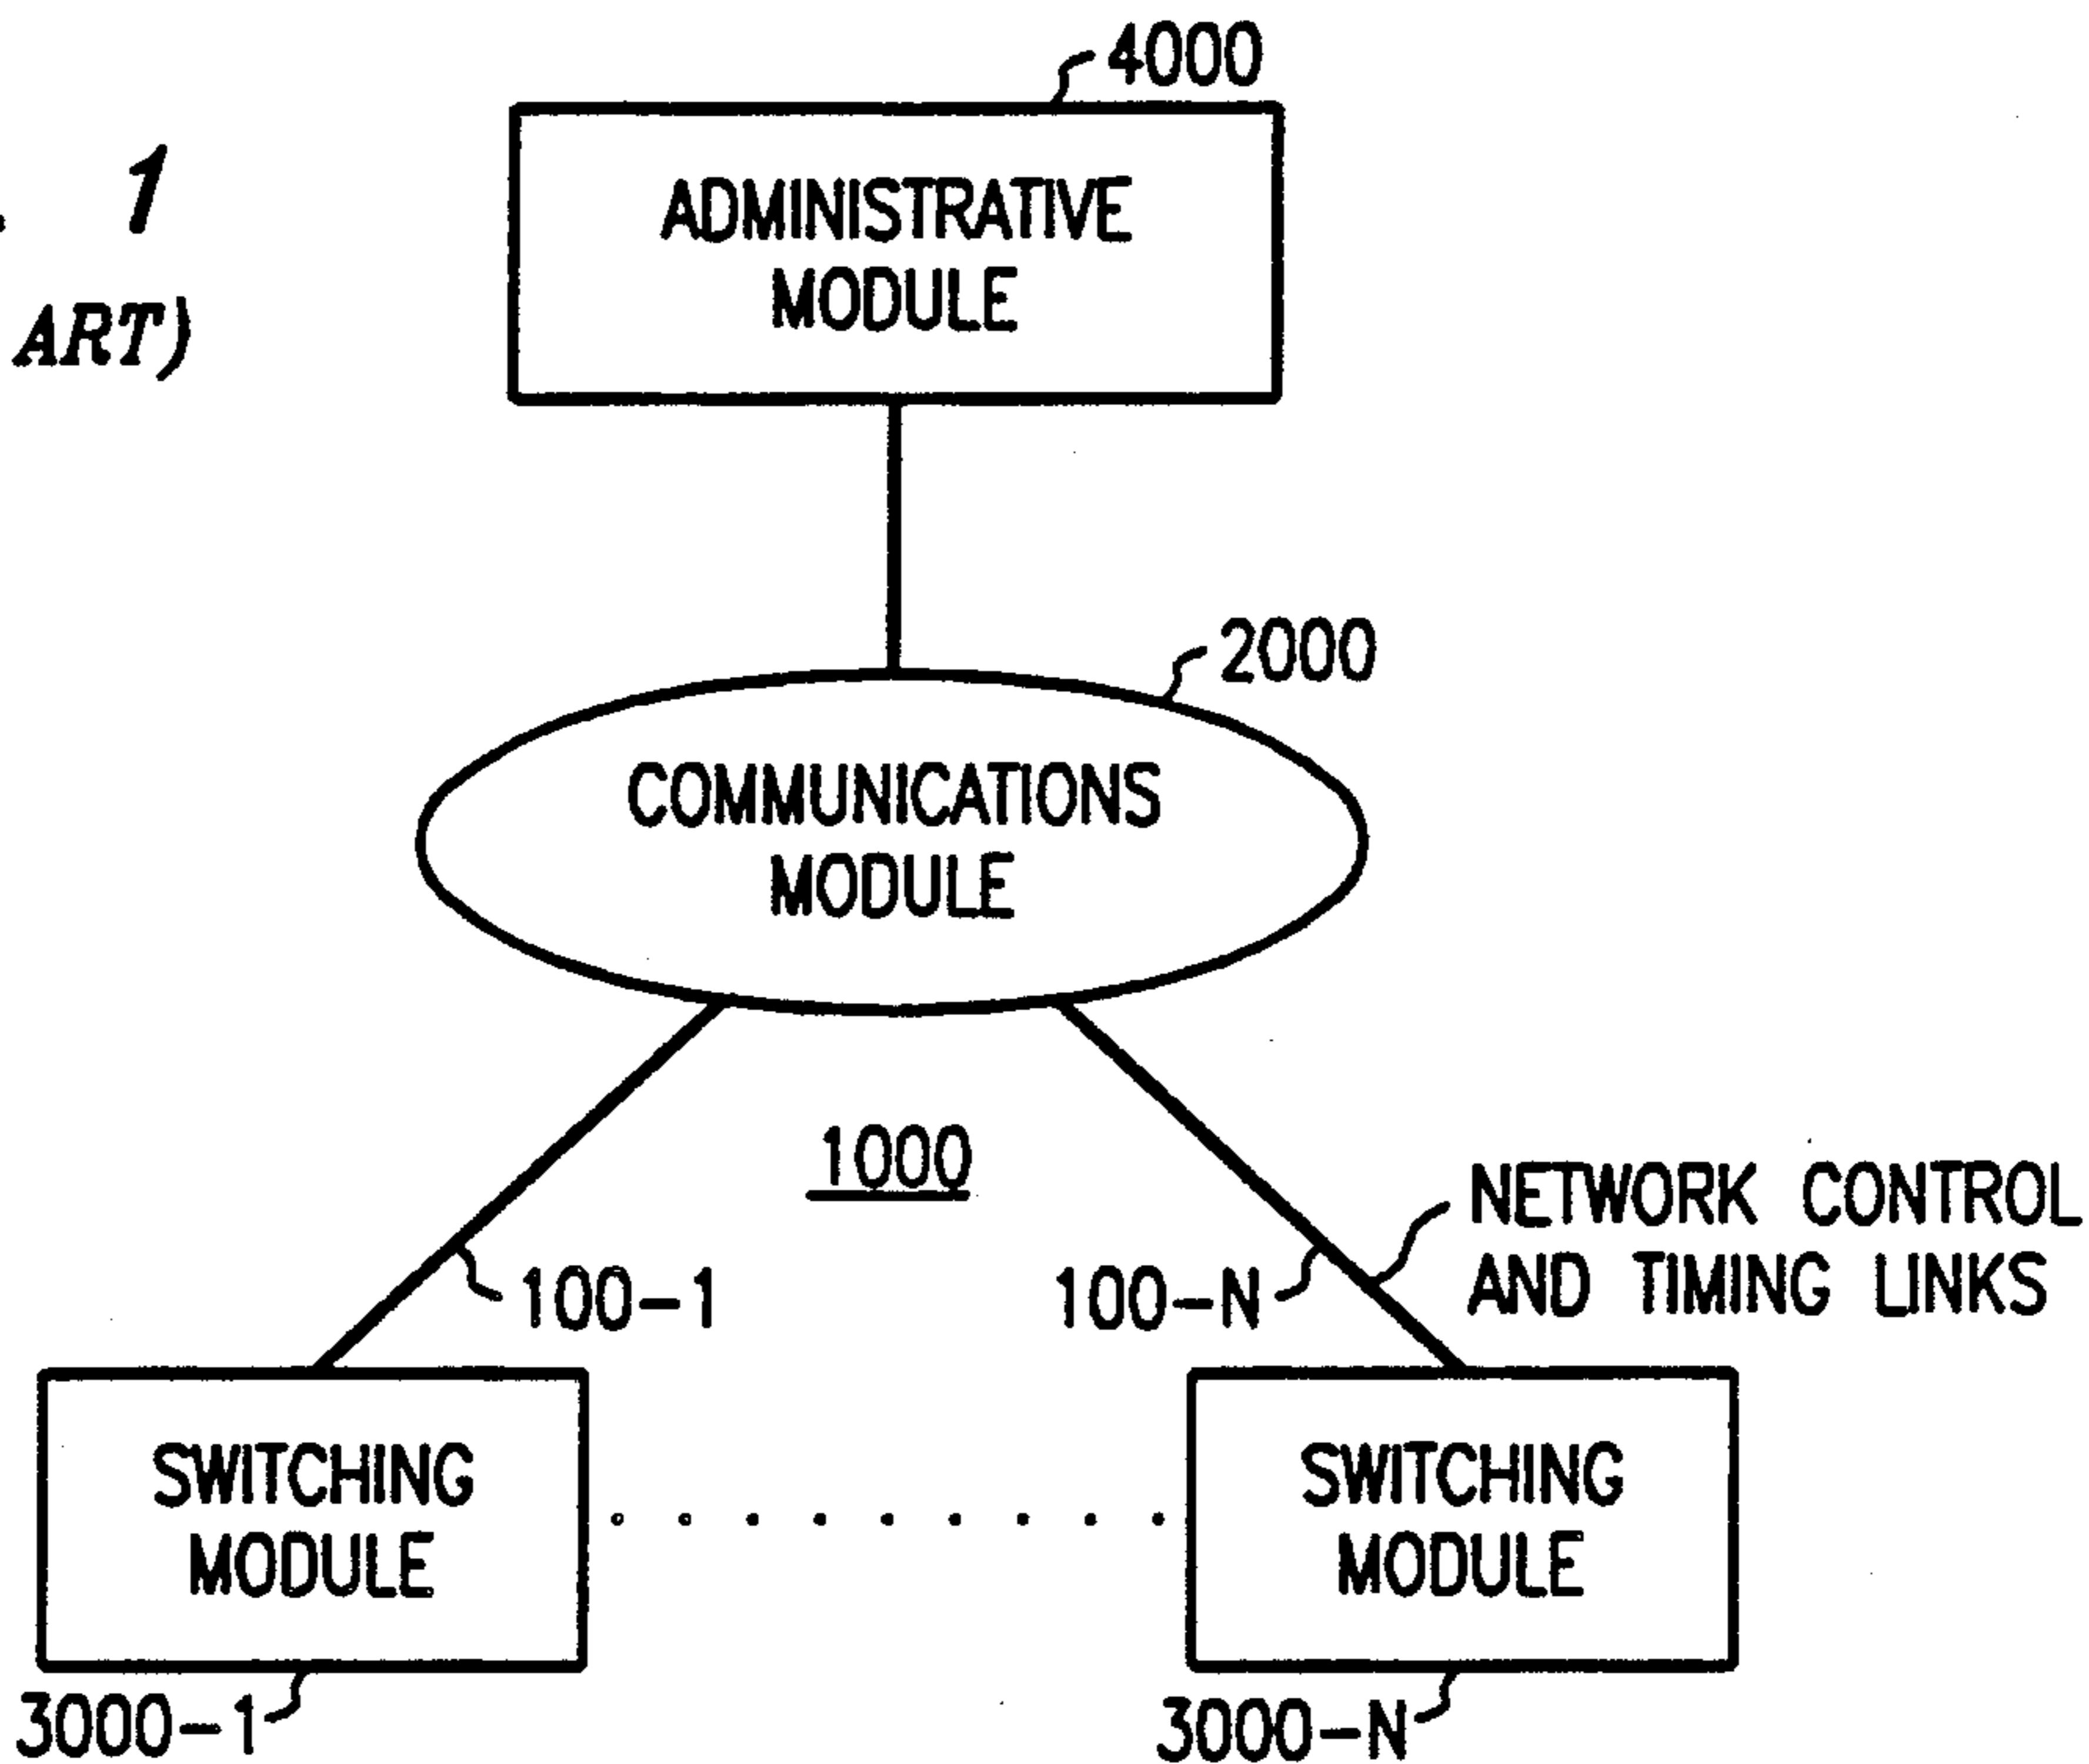 4000
1
ART)
ADMINISTRATIVE
MODULE
2000
COMMUNICATIONS
MODULE
1000
NETWORK CONTROL
AND TIMING LINKS
100-1
100-N
SWITCHING
MODULE
SWITCHING
MODULE
3000-1
3000-N